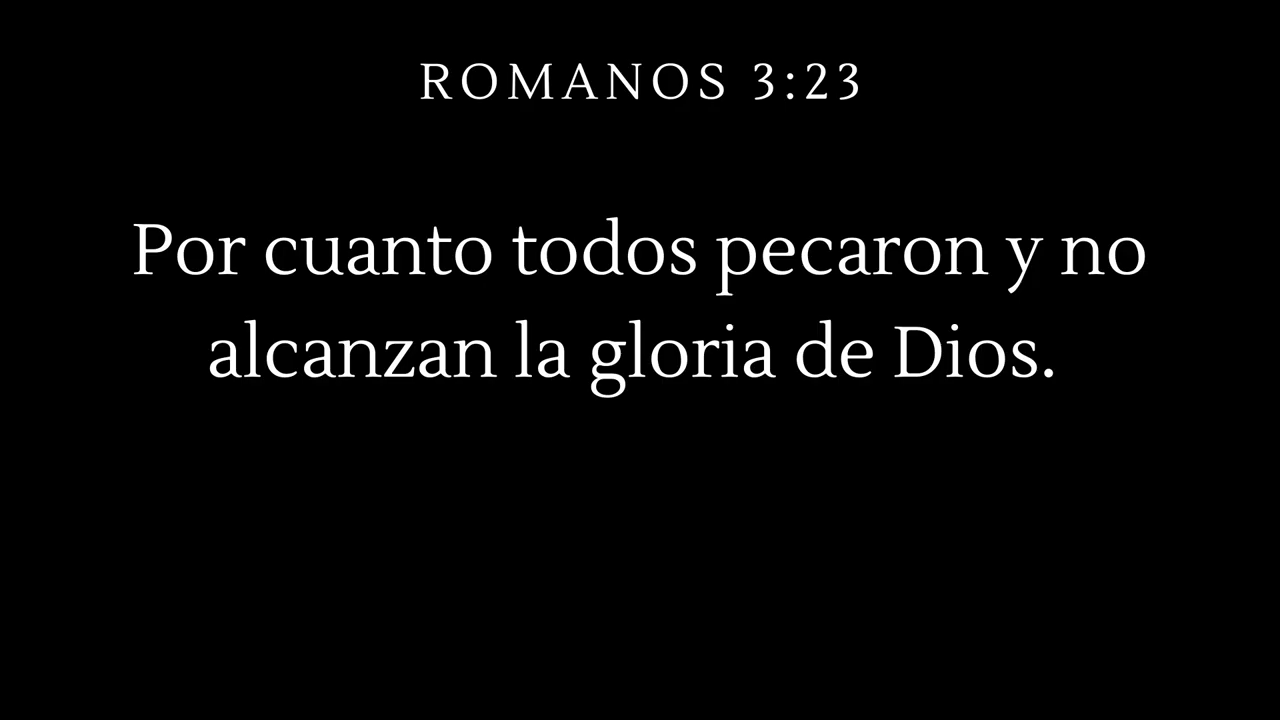 ROMANOS 3:23
Por cuanto todos pecaron y no
alcanzan la gloria de Dios.